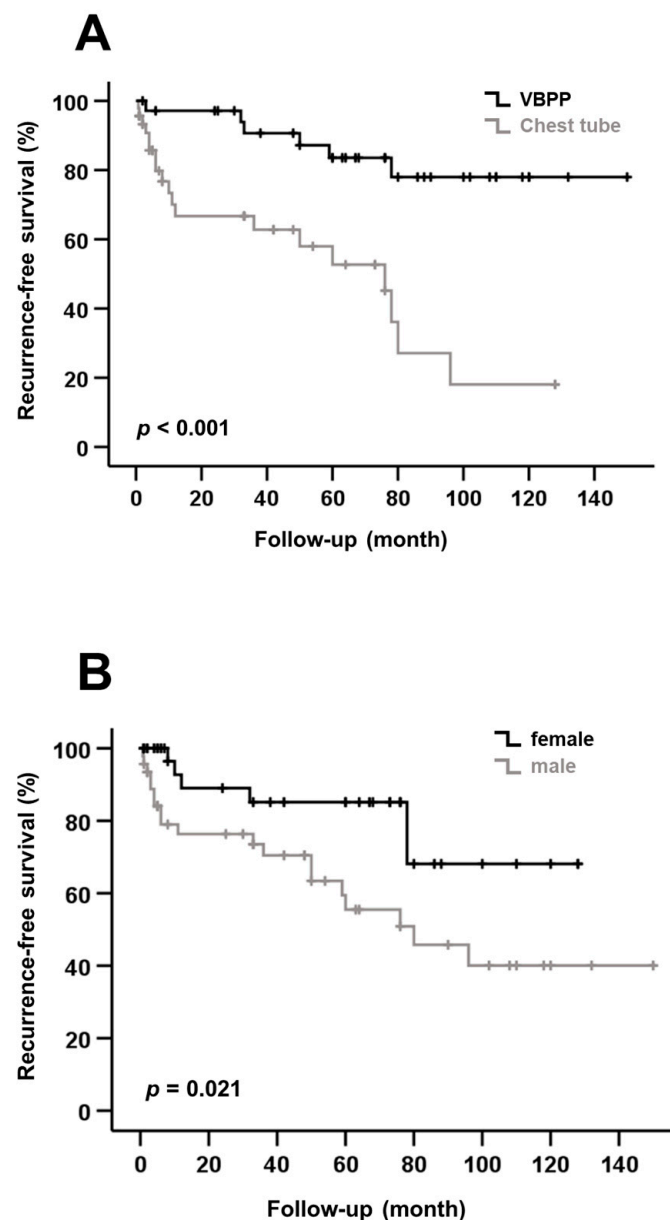 A
Recurrence-free survival (%)
100
80
60
40
20
0
VBPP
Chest tube
p < 0.001
0 20 40 60 80 100 120 140
Follow-up (month)
B
Recurrence-free survival (%)
100
80
60
40
20
0
female
male
p = 0.021
0 20 40 60 80 100 120 140
Follow-up (month)